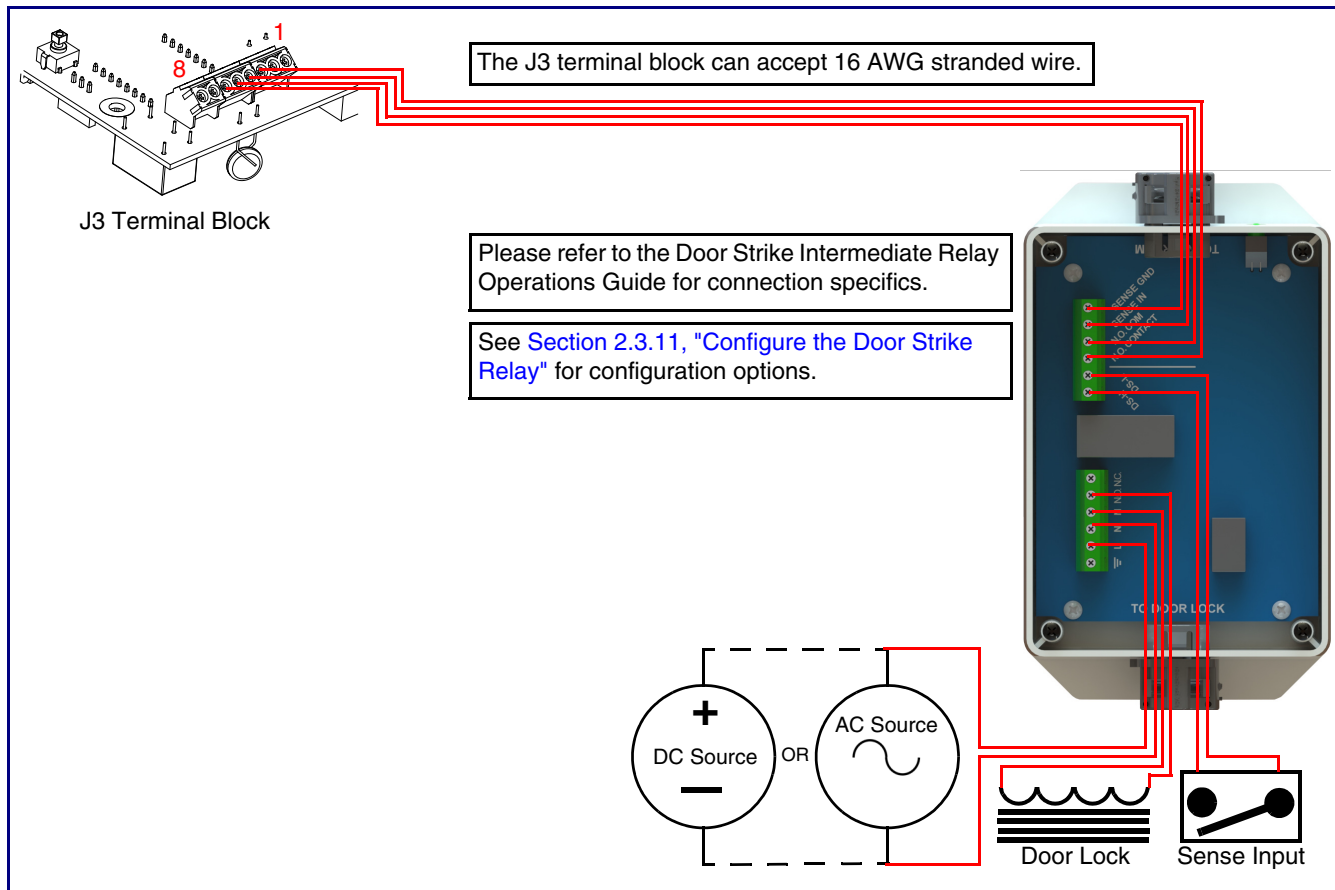 1
8
The J3 terminal block can accept 16 AWG stranded wire.
J3 Terminal Block
Please refer to the Door Strike Intermediate Relay
Operations Guide for connection specifics.
See Section 2.3.11, "Configure the Door Strike
Relay" for configuration options.
SENSE GND
SENSE IN
N.O. COM
N.O. CONTACT
N.C.
N.O.
N
L
TO DOOR LOCK
+
DC Source
OR
AC Source
Door Lock
Sense Input